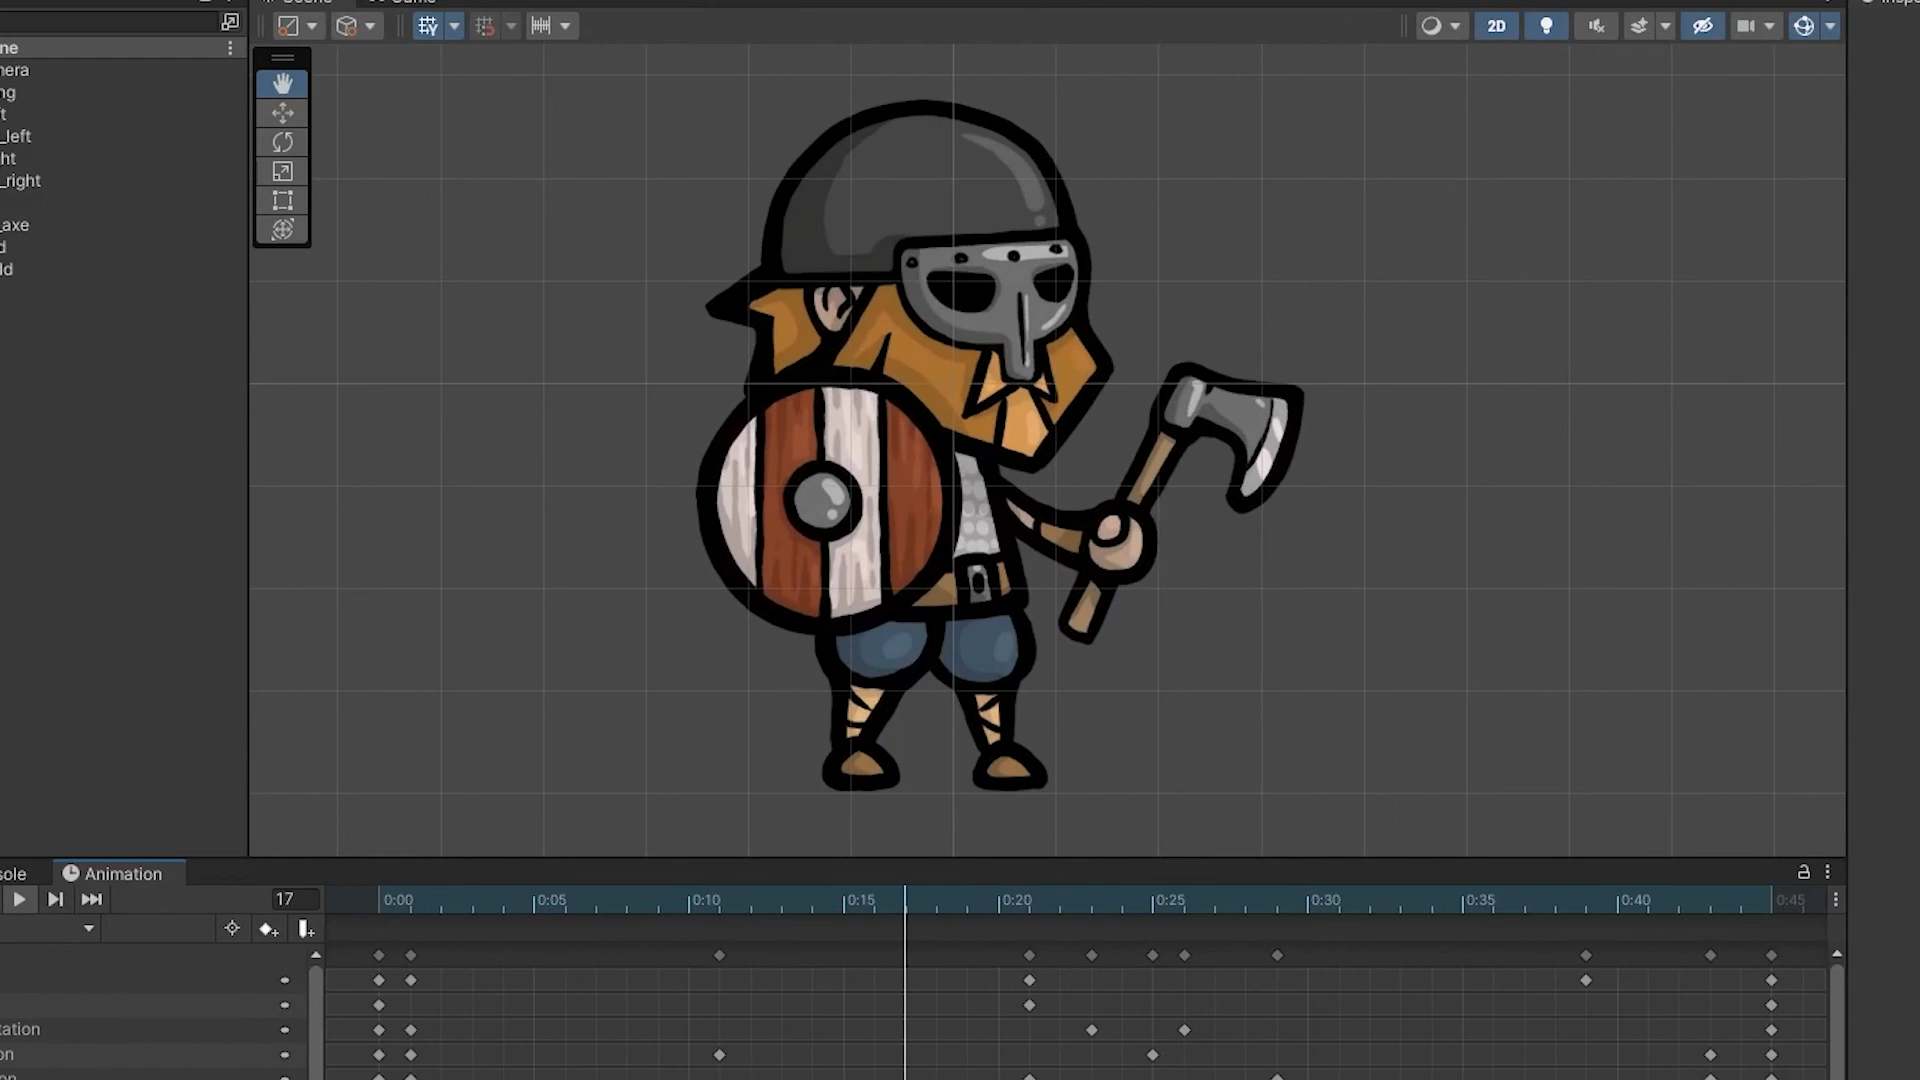 ne
2D
nera
ng
t
_left
ht
_right
_axe
d
ld
sole
Animation
17
0:00
0:05
0:10
0:15
0:20
0:25
0:30
0:35
0:40
0:45
tation
on